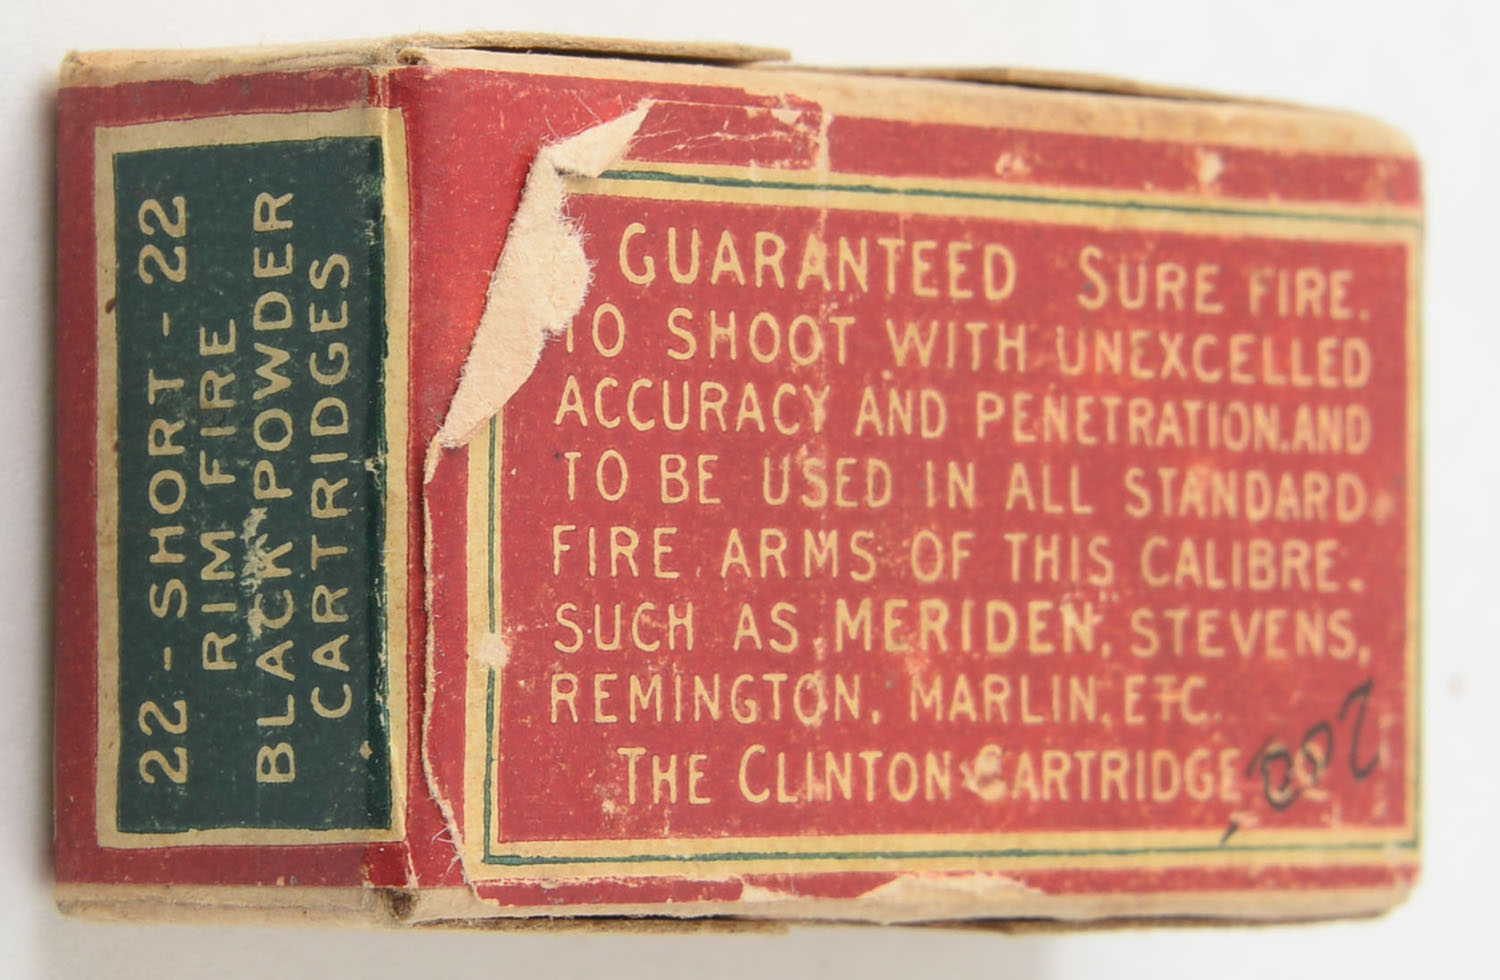 22-SHORT-22
RIM FIRE
BLACK POWDER
CARTRIDGES
GUARANTEED SURE FIRE.
TO SHOOT WITH UNEXCELLED
ACCURACY AND PENETRATION.AND
TO BE USED IN ALL STANDARD
FIRE ARMS OF THIS CALIBRE.
SUCH AS "MERIDEN", STEVENS,
REMINGTON, MARLIN, ETC.
THE CLINTON CARTRIDGE